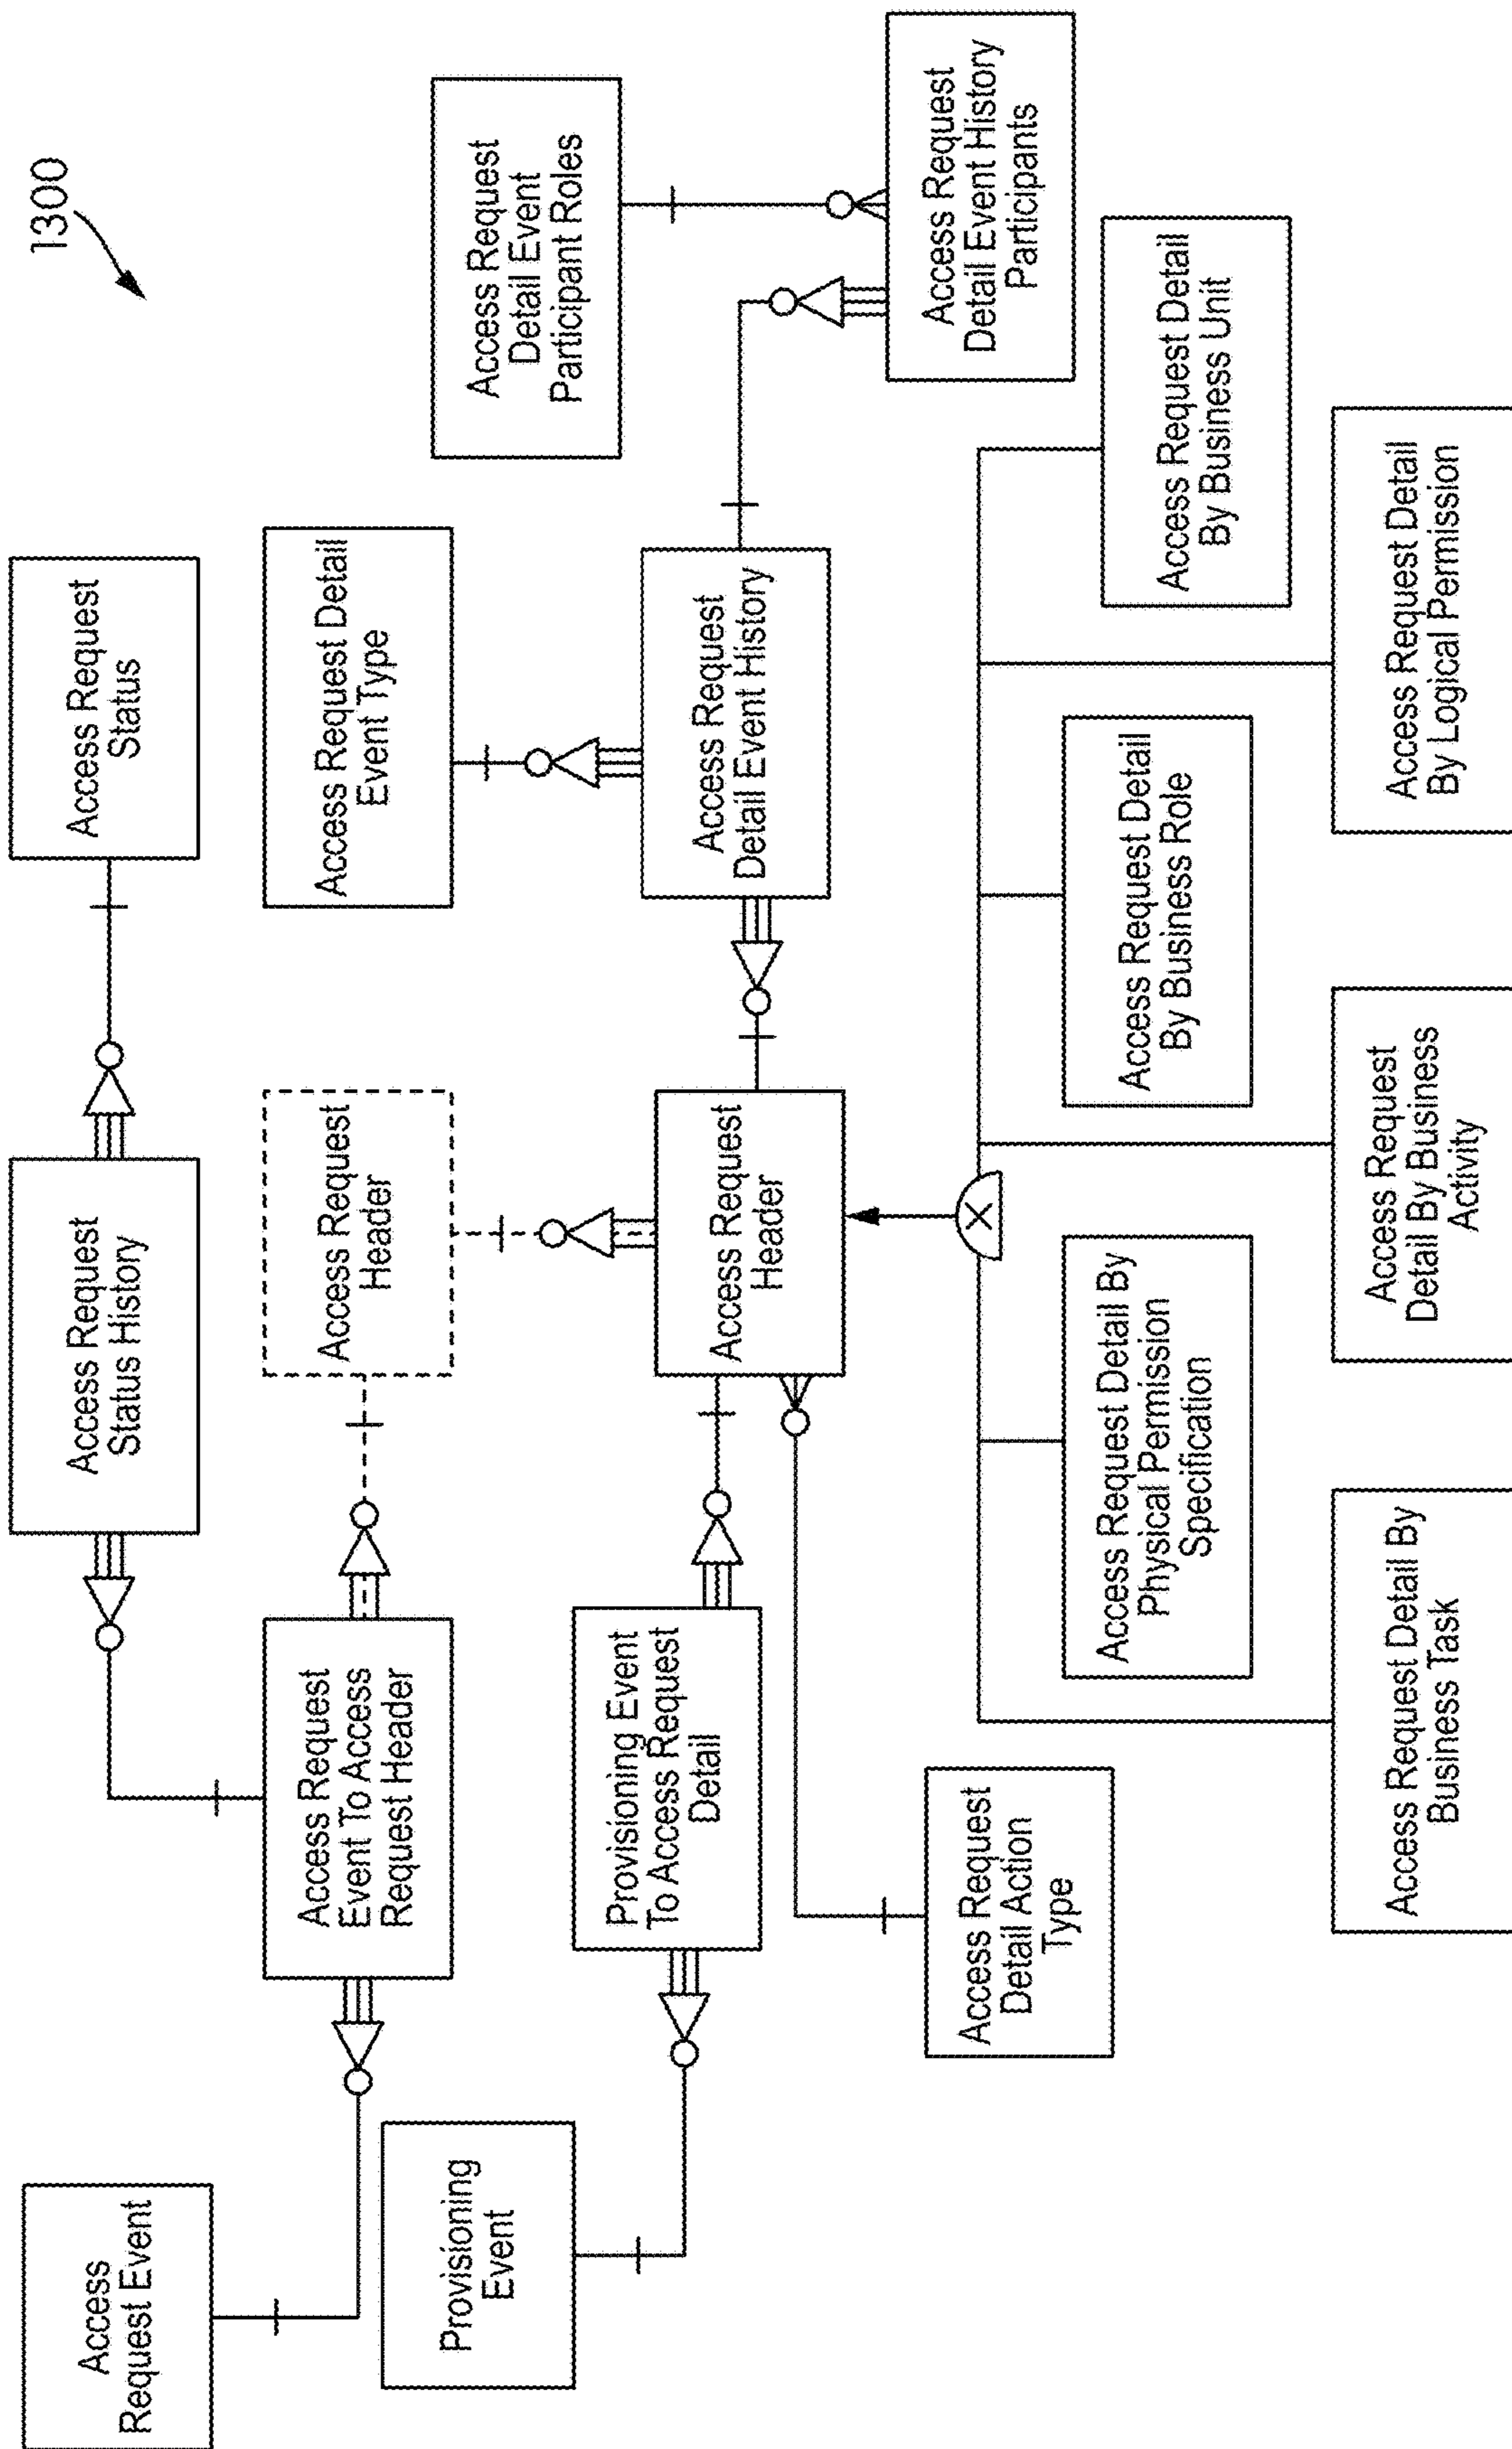 1300
Access
Request Event
Access Request
Status History
Access Request
Status
Access Request
Event To Access
Request Header
Access Request
Header
Access Request Detail
Event Type
Provisioning
Event
Access Request
Detail Event
Participant Roles
Provisioning Event
To Access Request
Detail
Access Request
Header
Access Request
Detail Event History
Access Request
Detail Event History
Participants
Access Request
Detail Action
Type
Access Request Detail By
Physical Permission
Specification
Access Request Detail
By Business Role
Access Request Detail
By Business Unit
Access Request Detail By
Business Task
Access Request
Detail By Business
Activity
Access Request Detail
By Logical Permission